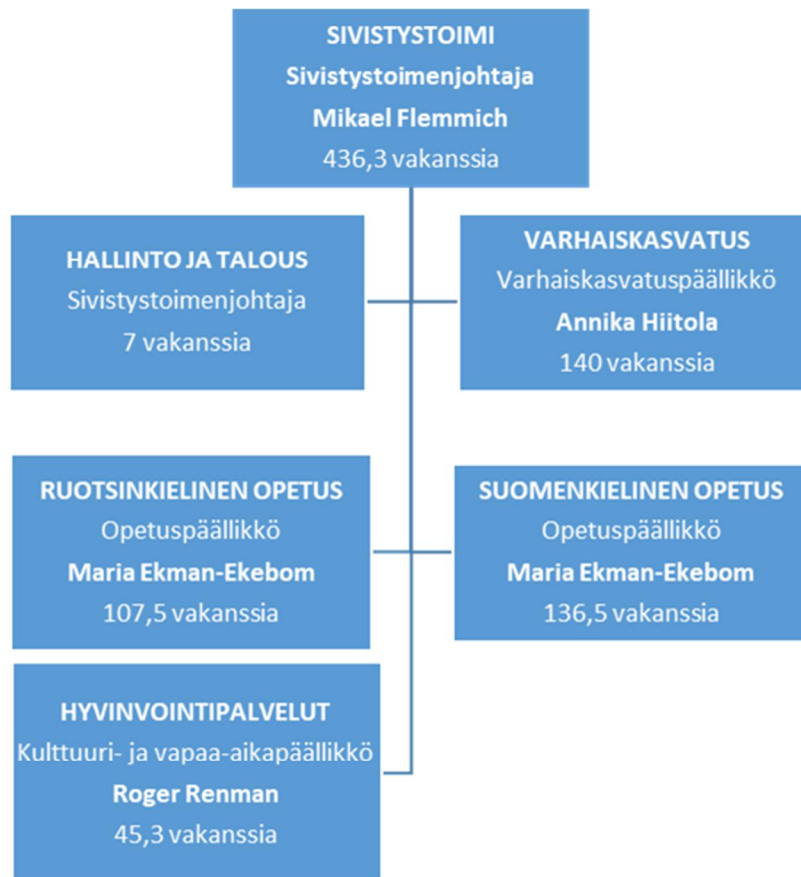 SIVISTYSTOIMI
Sivistystoimenjohtaja
Mikael Flemmich
436,3 vakanssia
HALLINTO JA TALOUS
Sivistystoimenjohtaja
7 vakanssia
VARHAISKASVATUS
Varhaiskasvatuspäällikkö
Annika Hiitola
140 vakanssia
RUOTSINKIELINEN OPETUS
Opetuspäällikkö
Maria Ekman-Ekebom
107,5 vakanssia
SUOMENKIELINEN OPETUS
Opetuspäällikkö
Maria Ekman-Ekebom
136,5 vakanssia
HYVINVOINTIPALVELUT
Kulttuuri- ja vapaa-aikapäällikkö
Roger Renman
45,3 vakanssia